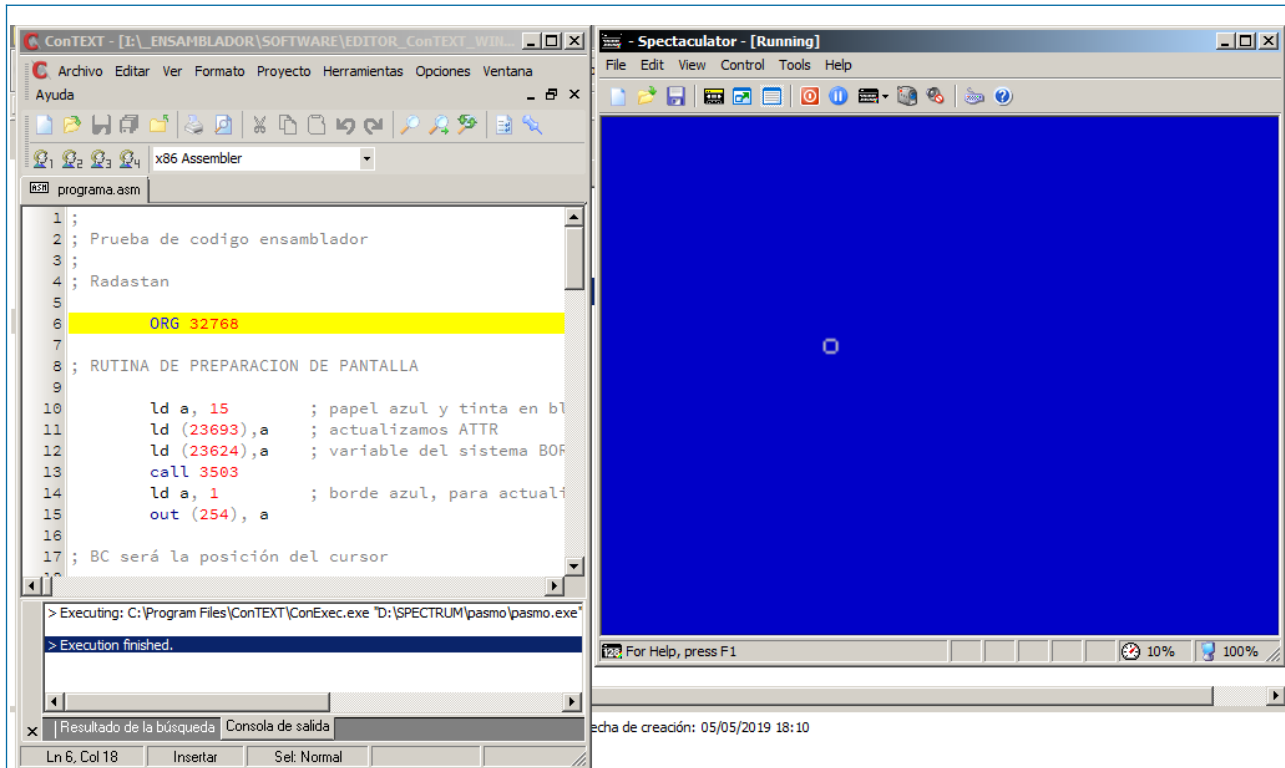 ConTEXT - [I:\_ENSAMBLADOR\SOFTWARE\EDITOR_ConTEXT_WIN...
Archivo Editar Ver Formato Proyecto Herramientas Opciones Ventana
Ayuda
1 2 3 4 x86 Assembler
ASM programa.asm
1 ;
2 ; Prueba de codigo ensamblador
3 ;
4 ; Radastan
5
6 ORG 32768
7
8 ; RUTINA DE PREPARACION DE PANTALLA
9
10 ld a, 15 ; papel azul y tinta en bl
11 ld (23693),a ; actualizamos ATTR
12 ld (23624),a ; variable del sistema BOR
13 call 3503
14 ld a, 1 ; borde azul, para actuali
15 out (254), a
16
17 ; BC será la posición del cursor
> Executing: C:\Program Files\ConTEXT\ConExec.exe "D:\SPECTRUM\pasmo\pasmo.exe"
> Execution finished.
Resultado de la búsqueda Consola de salida
Ln 6, Col 18 Insertar Sel: Normal
- Spectaculator - [Running]
File Edit View Control Tools Help
128 For Help, press F1 10% 100%
echa de creación: 05/05/2019 18:10